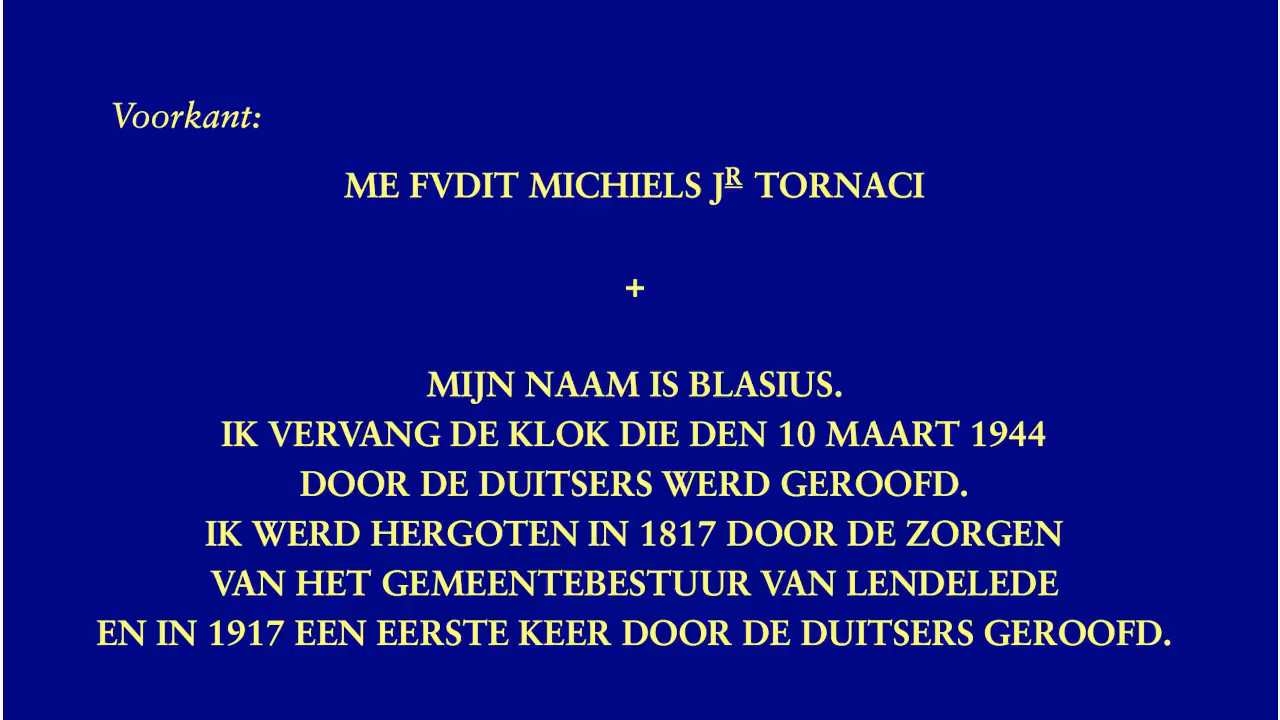 Voorkant:
ME FVDIT MICHIELS JR TORNACI
+
MIJN NAAM IS BLASIUS.
IK VERVANG DE KLOK DIE DEN 10 MAART 1944
DOOR DE DUITSERS WERD GEROOFD.
IK WERD HERGOTEN IN 1817 DOOR DE ZORGEN
VAN HET GEMEENTEBESTUUR VAN LENDELEDE
EN IN 1917 EEN EERSTE KEER DOOR DE DUITSERS GEROOFD.